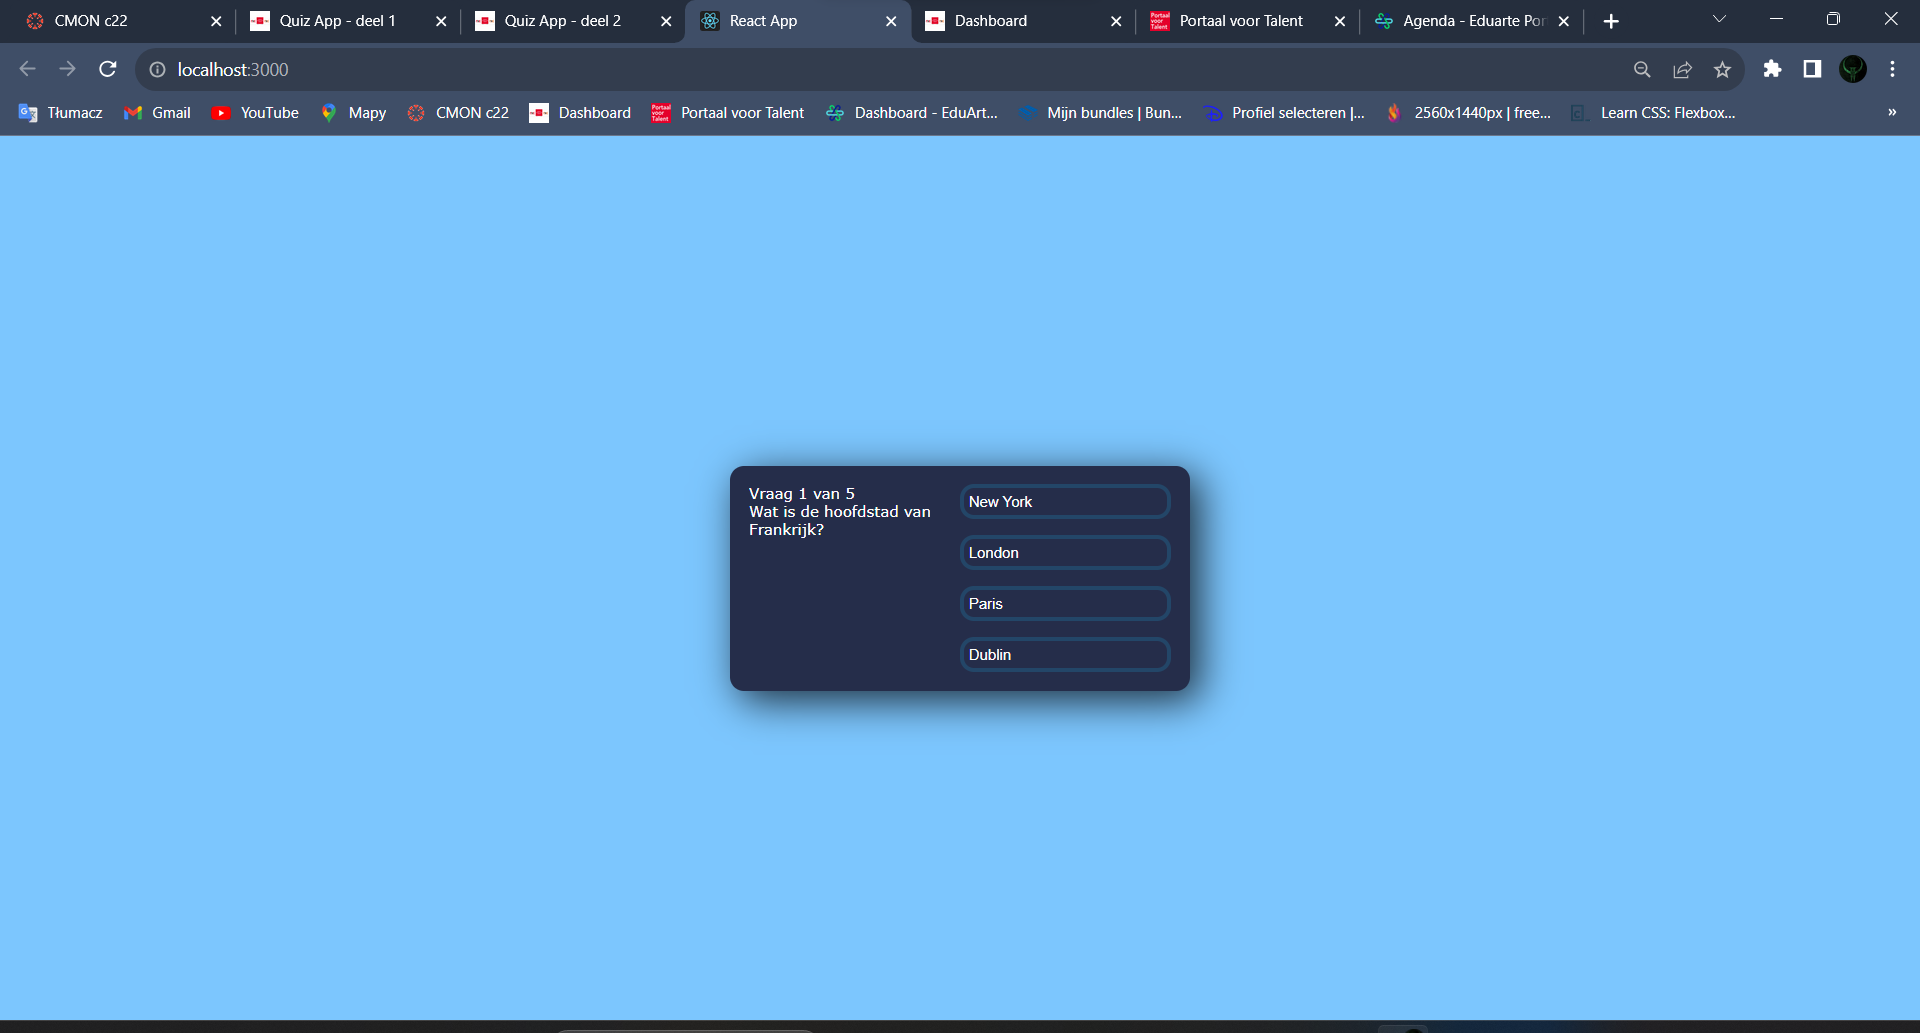 CMON c22
Quiz App - deel 1
Quiz App - deel 2
React App
Dashboard
Portaal voor Talent
Agenda - Eduarte Por
localhost:3000
Tłumacz
Gmail
YouTube
Mapy
CMON c22
Dashboard
Portaal voor Talent
Dashboard - EduArt...
Mijn bundles | Bun...
Profiel selecteren |...
2560x1440px | free...
Learn CSS: Flexbox...
»
Vraag 1 van 5
Wat is de hoofdstad van
Frankrijk?
New York
London
Paris
Dublin